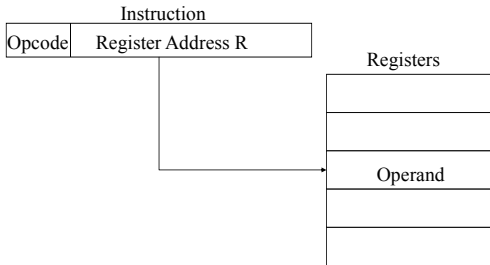 Instruction
Opcode Register Address R
Registers
Operand